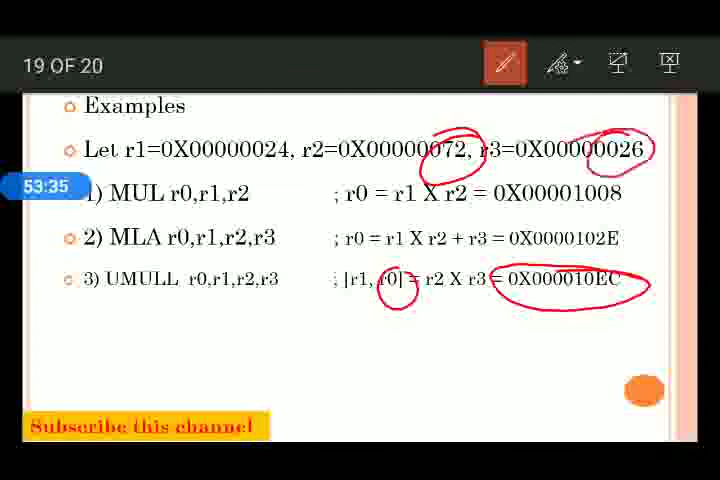 19 OF 20
Examples
Let r1=0X00000024, r2=0X00000072, r3=0X00000026
53:35
1) MUL r0,r1,r2 ; r0 = r1 X r2 = 0X00001008
2) MLA r0,r1,r2,r3 ; r0 = r1 X r2 + r3 = 0X0000102E
3) UMULL r0,r1,r2,r3 ; [r1, r0] = r2 X r3 = 0X000010EC
Subscribe this channel